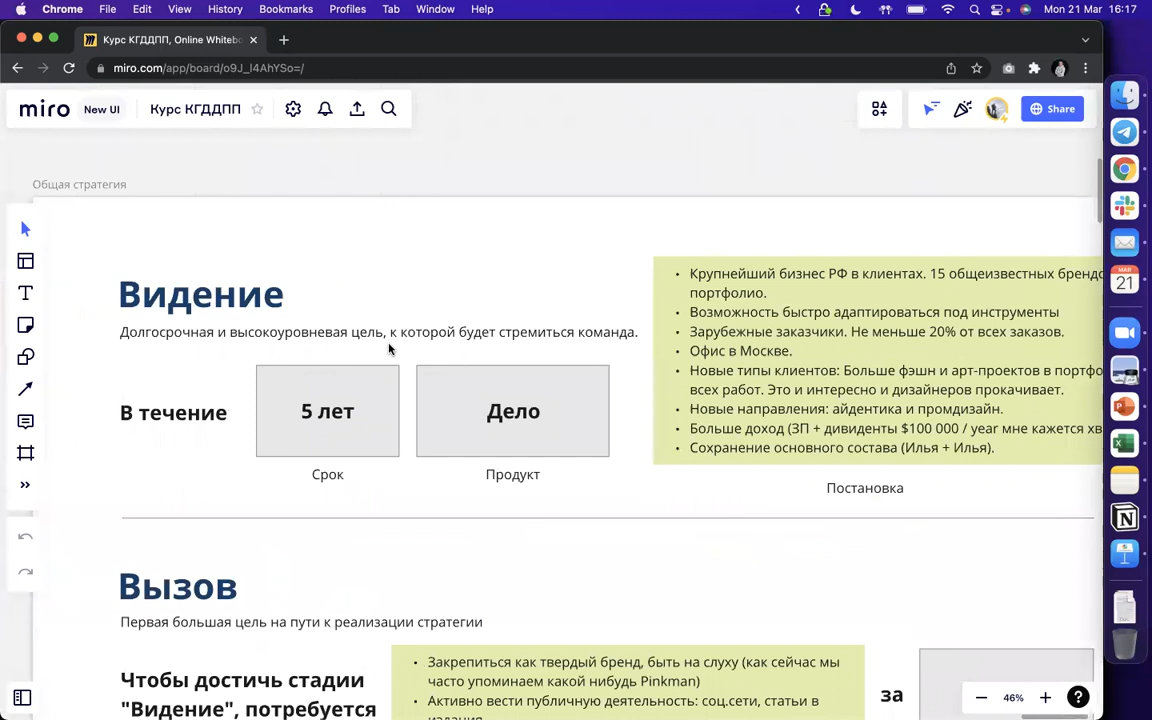 Chrome File Edit View History Bookmarks Profiles Tab Window Help
Mon 21 Mar 16:17
Курс КГДДПП, Online Whitebo
miro.com/app/board/o9J_l4AhYSo=/
miro New UI Курс КГДДПП
Share
Общая стратегия
Видение
Долгосрочная и высокоуровневая цель, к которой будет стремиться команда.
В течение
5 лет
Дело
Срок
Продукт
• Крупнейший бизнес РФ в клиентах. 15 общеизвестных брендо
портфолио.
• Возможность быстро адаптироваться под инструменты
• Зарубежные заказчики. Не меньше 20% от всех заказов.
• Офис в Москве.
• Новые типы клиентов: Больше фэшн и арт-проектов в портфо
всех работ. Это и интересно и дизайнеров прокачивает.
• Новые направления: айдентика и промдизайн.
• Больше доход (ЗП + дивиденты $100 000 / year мне кажется хв
• Сохранение основного состава (Илья + Илья).
Постановка
Вызов
Первая большая цель на пути к реализации стратегии
Чтобы достичь стадии
"Видение", потребуется
• Закрепиться как твердый бренд, быть на слуху (как сейчас мы
часто упоминаем какой нибудь Pinkman)
• Активно вести публичную деятельность: соц.сети, статьи в
за
46%
MAR
21